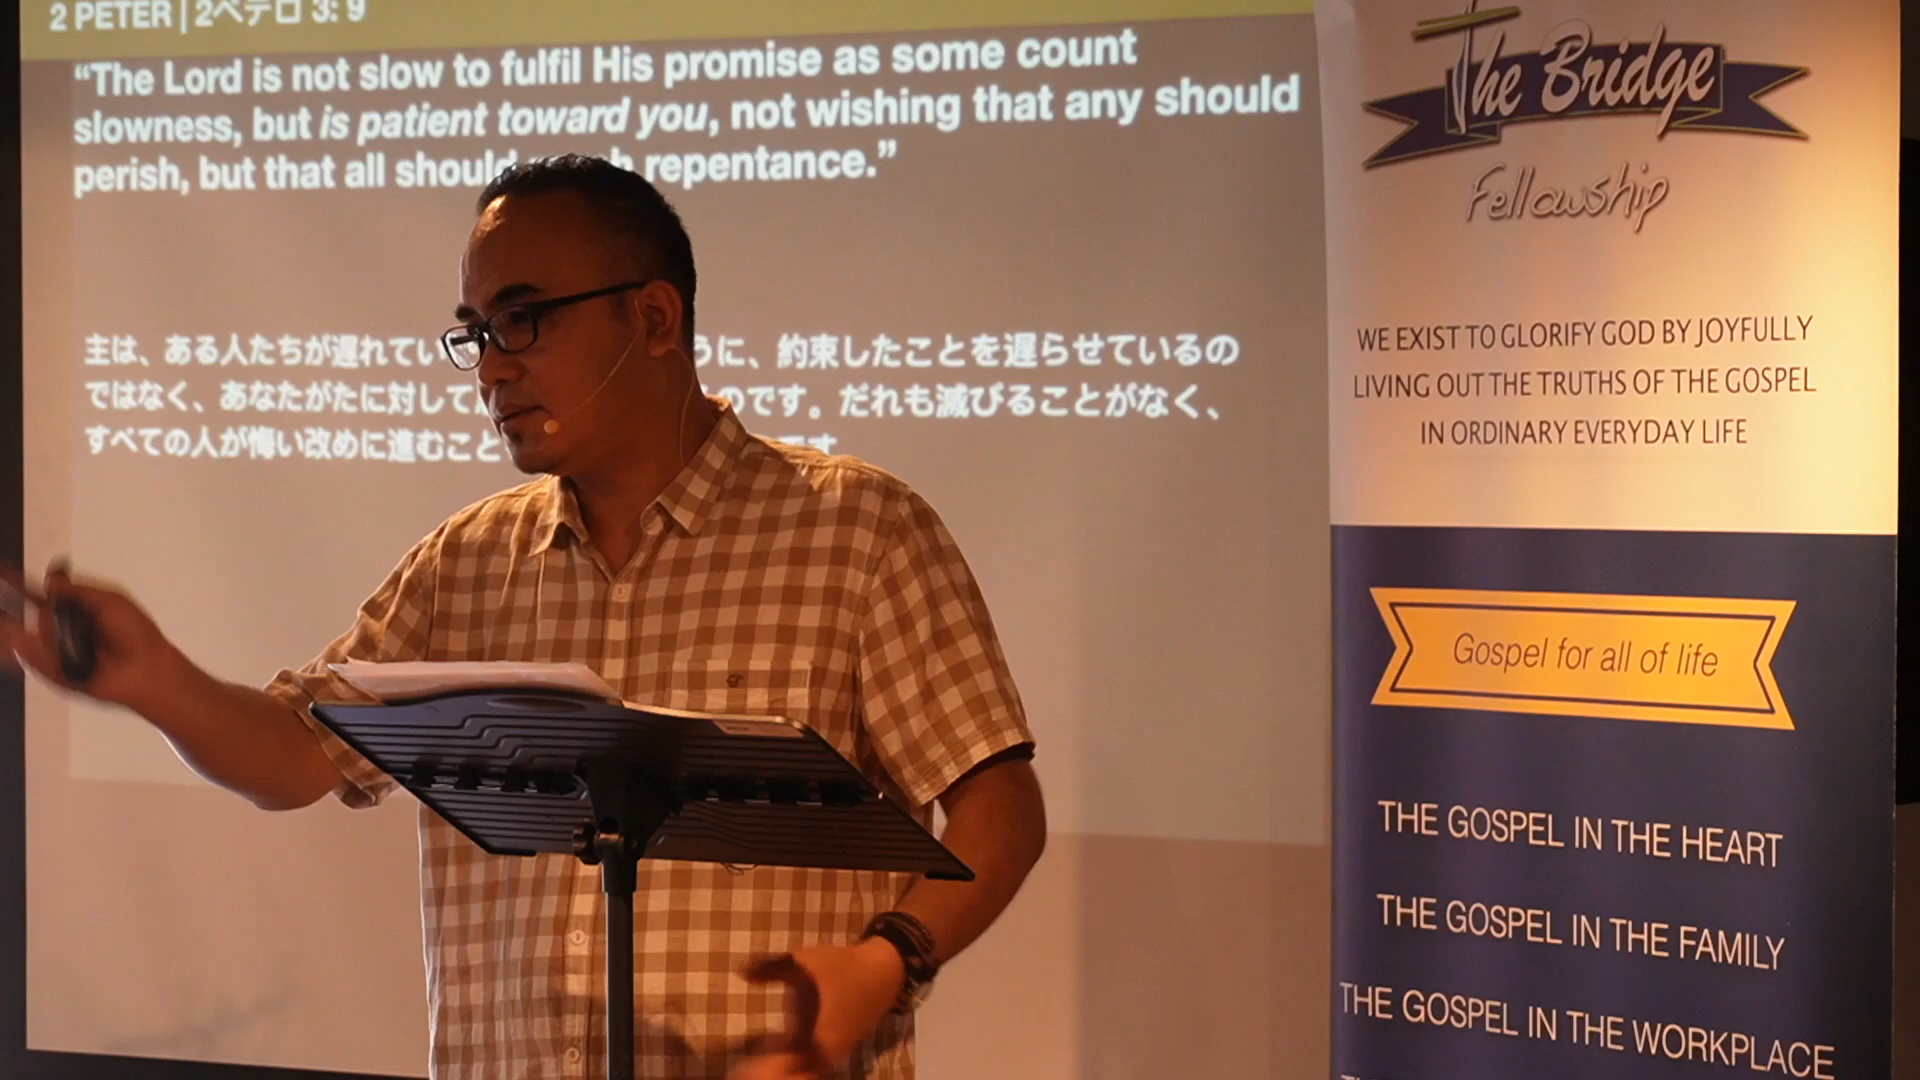 2 PETER | 2ペテロ 3: 9
“The Lord is not slow to fulfil His promise as some count
slowness, but is patient toward you, not wishing that any should
perish, but that all should repentance.”
主は、ある人たちが遅れてい うに、約束したことを遅らせているの
ではなく、あなたがたに対して のです。だれも滅びることがなく、
すべての人が悔い改めに進むこと です
The Bridge
Fellowship
WE EXIST TO GLORIFY GOD BY JOYFULLY
LIVING OUT THE TRUTHS OF THE GOSPEL
IN ORDINARY EVERYDAY LIFE
Gospel for all of life
THE GOSPEL IN THE HEART
THE GOSPEL IN THE FAMILY
THE GOSPEL IN THE WORKPLACE